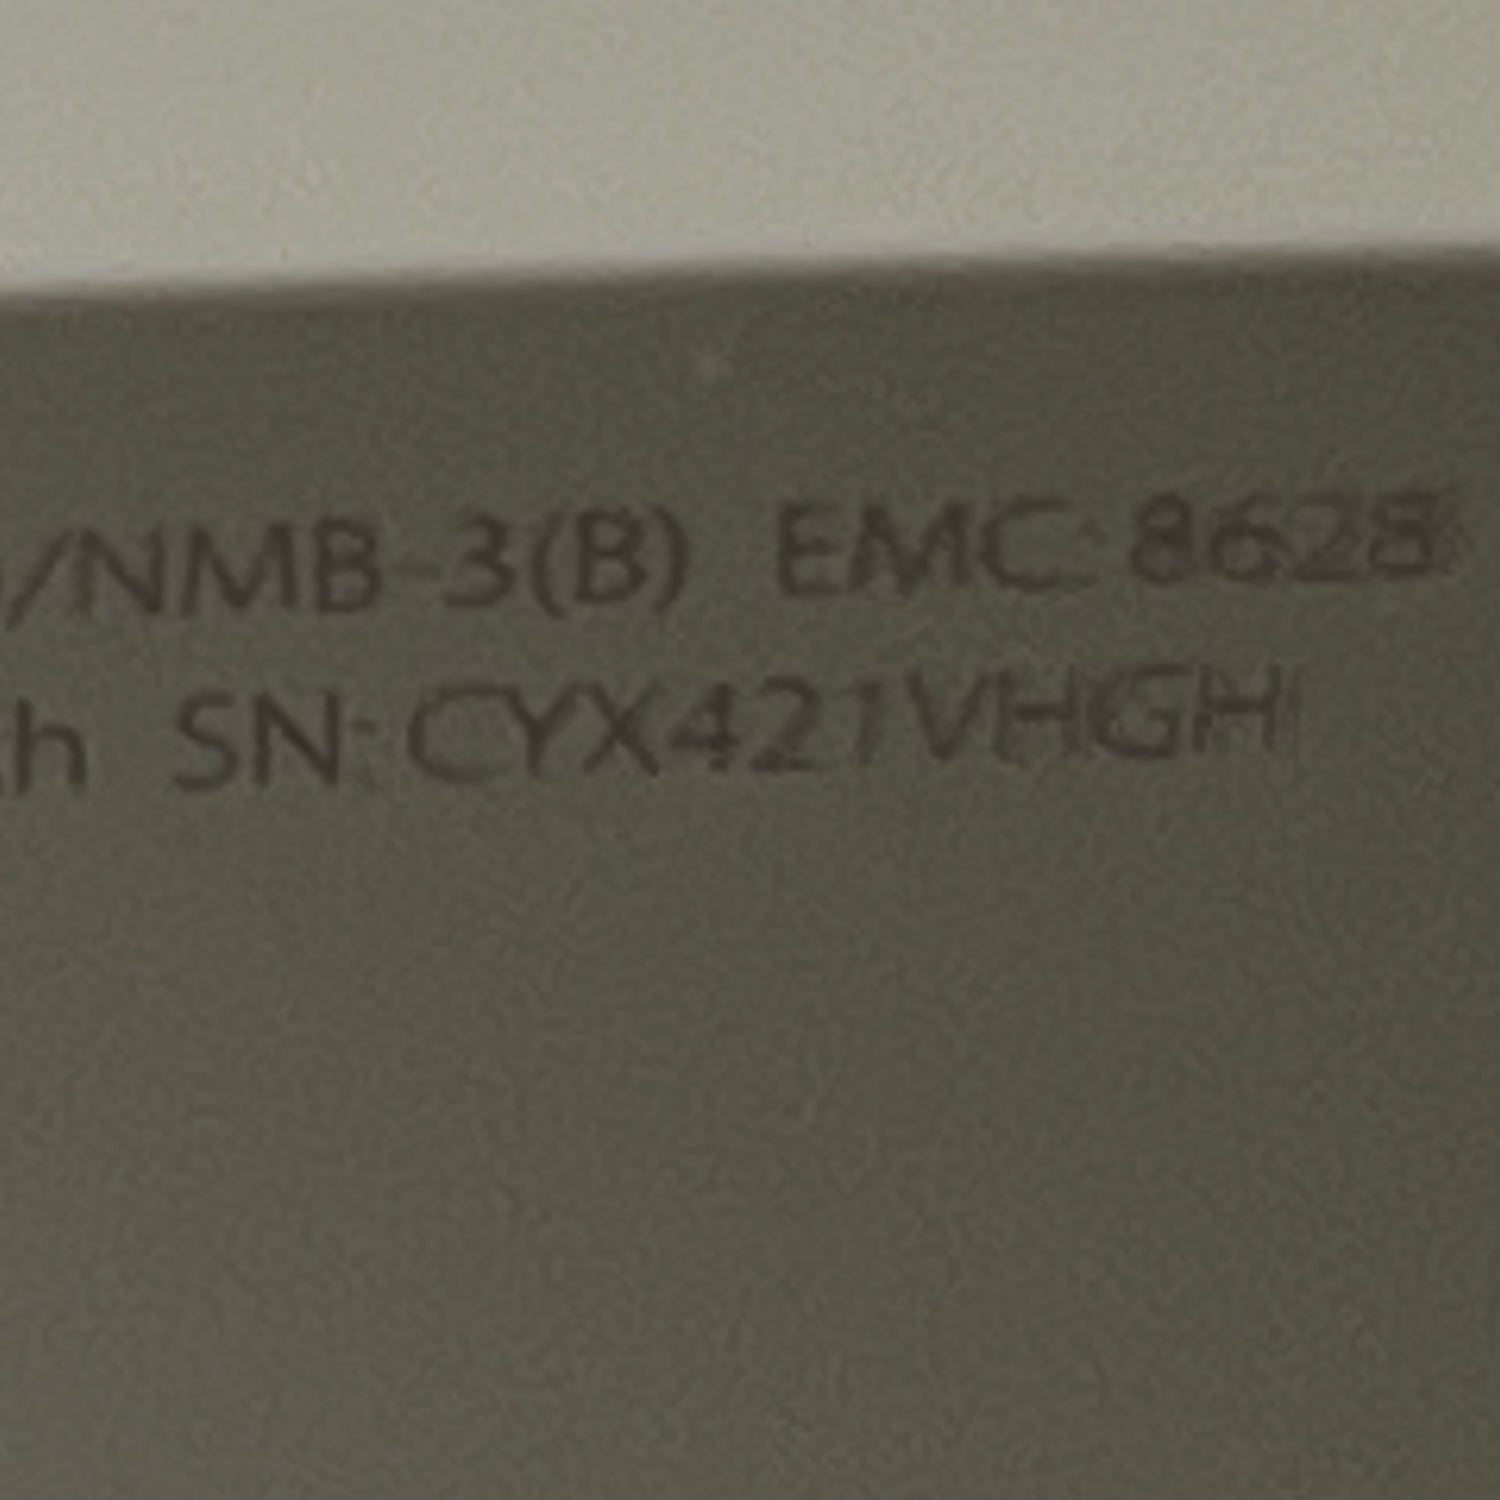 /NMB-3(B) EMC: 8628
h SN: CYX421VHGH